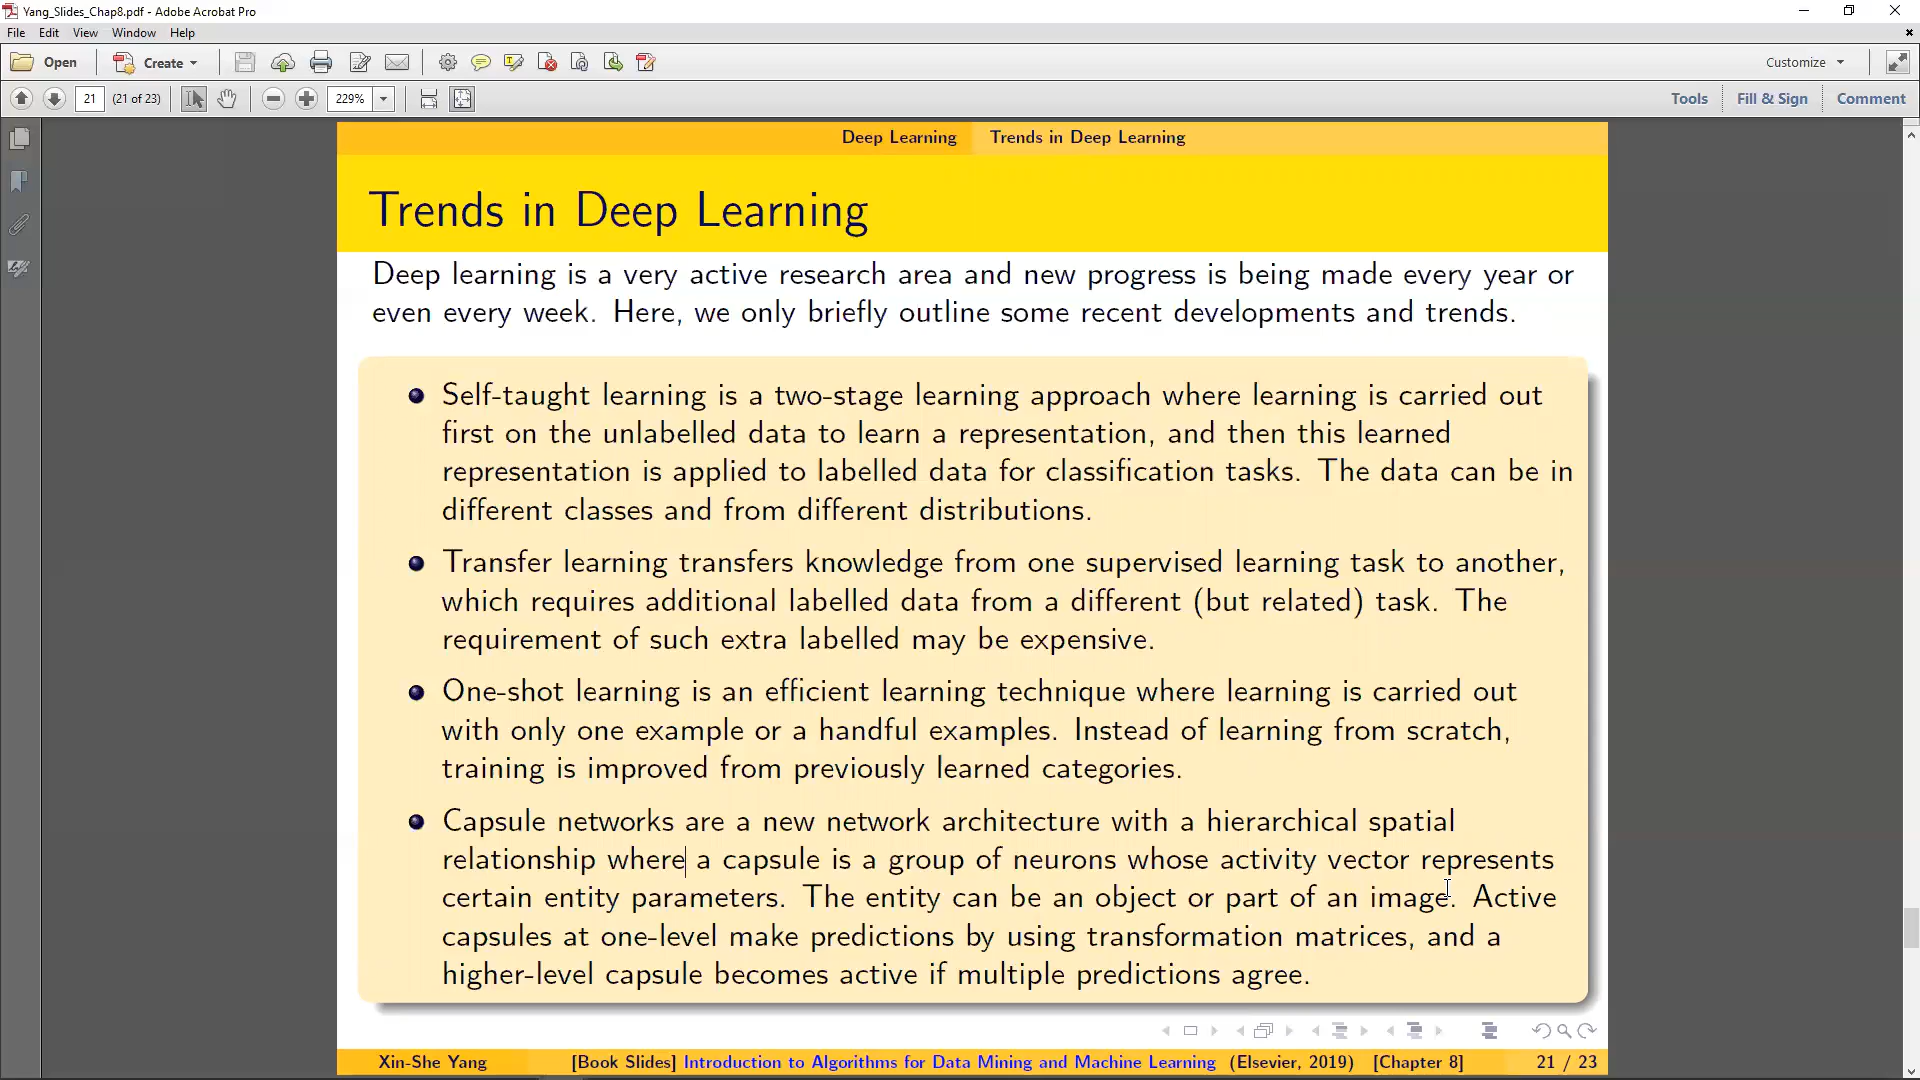 Yang_Slides_Chap8.pdf - Adobe Acrobat Pro
File Edit View Window Help
Open Create Customize
21 (21 of 23) 229% Tools Fill & Sign Comment
Deep Learning Trends in Deep Learning
Trends in Deep Learning
Deep learning is a very active research area and new progress is being made every year or
even every week. Here, we only briefly outline some recent developments and trends.
Self-taught learning is a two-stage learning approach where learning is carried out
first on the unlabelled data to learn a representation, and then this learned
representation is applied to labelled data for classification tasks. The data can be in
different classes and from different distributions.
Transfer learning transfers knowledge from one supervised learning task to another,
which requires additional labelled data from a different (but related) task. The
requirement of such extra labelled may be expensive.
One-shot learning is an efficient learning technique where learning is carried out
with only one example or a handful examples. Instead of learning from scratch,
training is improved from previously learned categories.
Capsule networks are a new network architecture with a hierarchical spatial
relationship where a capsule is a group of neurons whose activity vector represents
certain entity parameters. The entity can be an object or part of an image. Active
capsules at one-level make predictions by using transformation matrices, and a
higher-level capsule becomes active if multiple predictions agree.
Xin-She Yang [Book Slides] Introduction to Algorithms for Data Mining and Machine Learning (Elsevier, 2019) [Chapter 8] 21 / 23